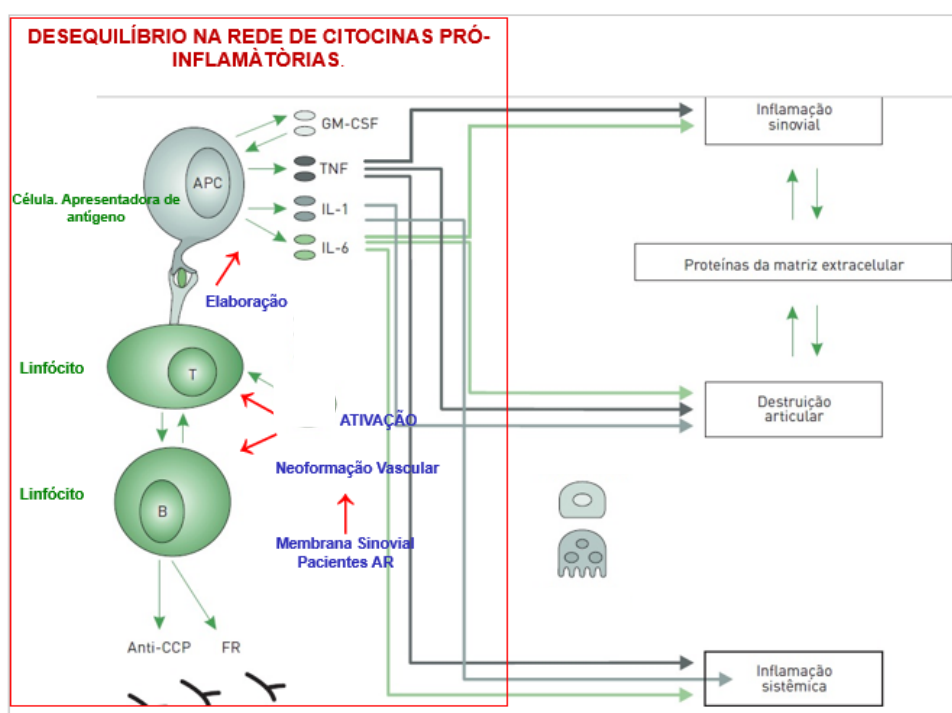 DESEQUILÍBRIO NA REDE DE CITOCINAS PRÓ-
INFLAMÀTÒRIAS.
GM-CSF
APC
TNF
Célula. Apresentadora de
antígeno
IL-1
IL-6
Elaboração
Linfócito
T
ATIVAÇÃO
Neoformação Vascular
Linfócito
B
Membrana Sinovial
Pacientes AR
Anti-CCP
FR
Inflamação
sinovial
Proteínas da matriz extracelular
Destruição
articular
Inflamação
sistêmica